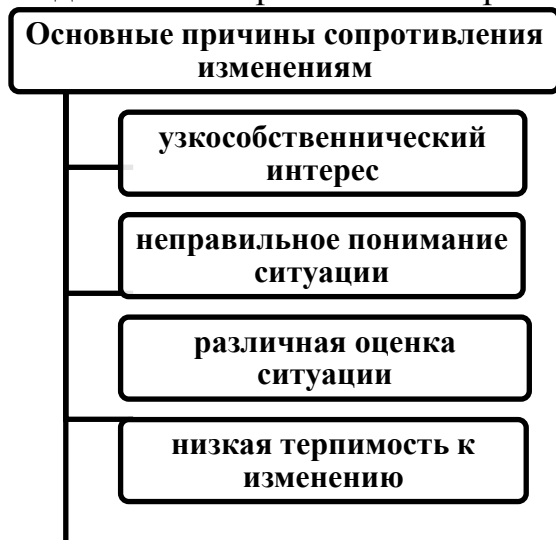 Основные причины сопротивления
изменениям
узкособственнический
интерес
неправильное понимание
ситуации
различная оценка
ситуации
низкая терпимость к
изменению